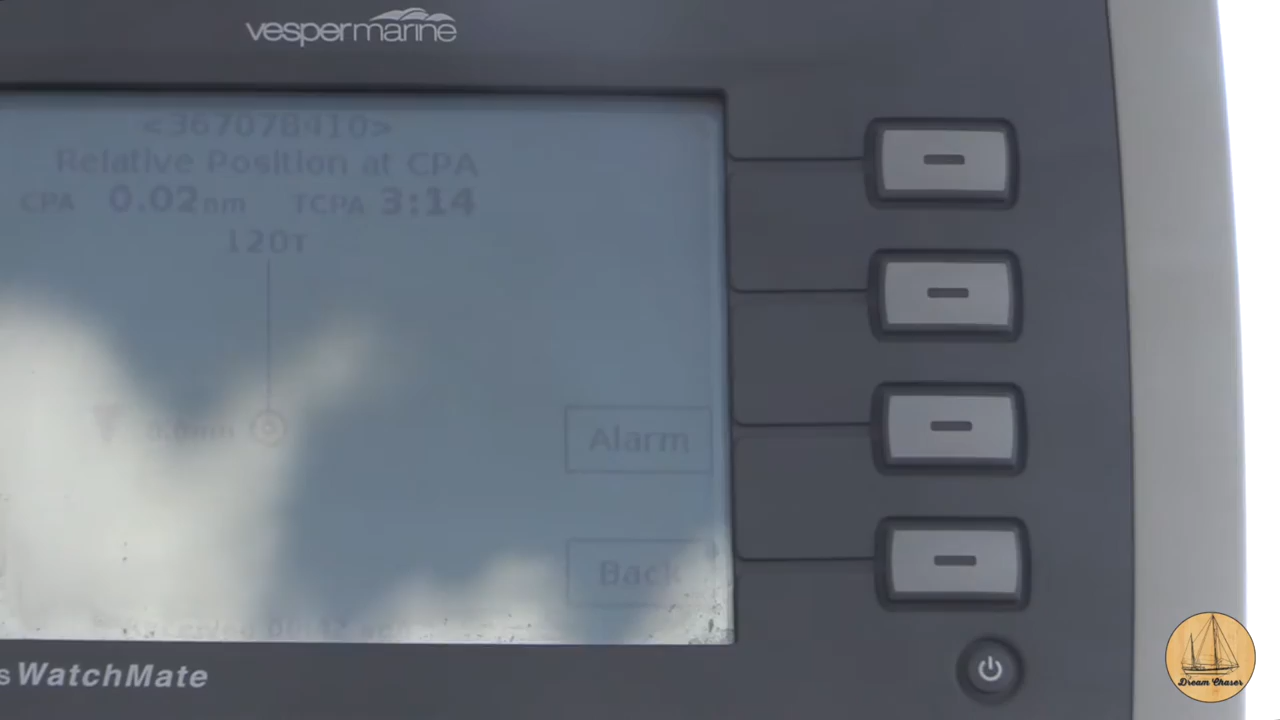 vespermarine
<367078410>
Relative Position at CPA
CPA 0.02nm TCPA 3:14
120T
Alarm
Back
s WatchMate
Dream Chaser